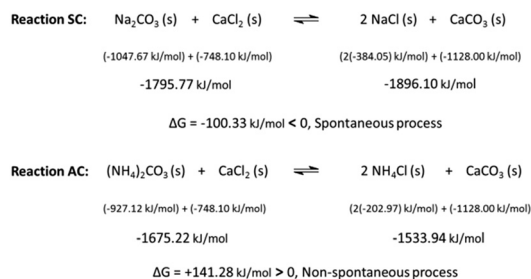 Reaction SC: Na₂CO₃ (s) + CaCl₂ (s) ⇌ 2 NaCl (s) + CaCO₃ (s)
(-1047.67 kJ/mol) + (-748.10 kJ/mol) (2(-384.05) kJ/mol) + (-1128.00 kJ/mol)
-1795.77 kJ/mol -1896.10 kJ/mol
ΔG = -100.33 kJ/mol < 0, Spontaneous process
Reaction AC: (NH₄)₂CO₃ (s) + CaCl₂ (s) ⇌ 2 NH₄Cl (s) + CaCO₃ (s)
(-927.12 kJ/mol) + (-748.10 kJ/mol) (2(-202.97) kJ/mol) + (-1128.00 kJ/mol)
-1675.22 kJ/mol -1533.94 kJ/mol
ΔG = +141.28 kJ/mol > 0, Non-spontaneous process